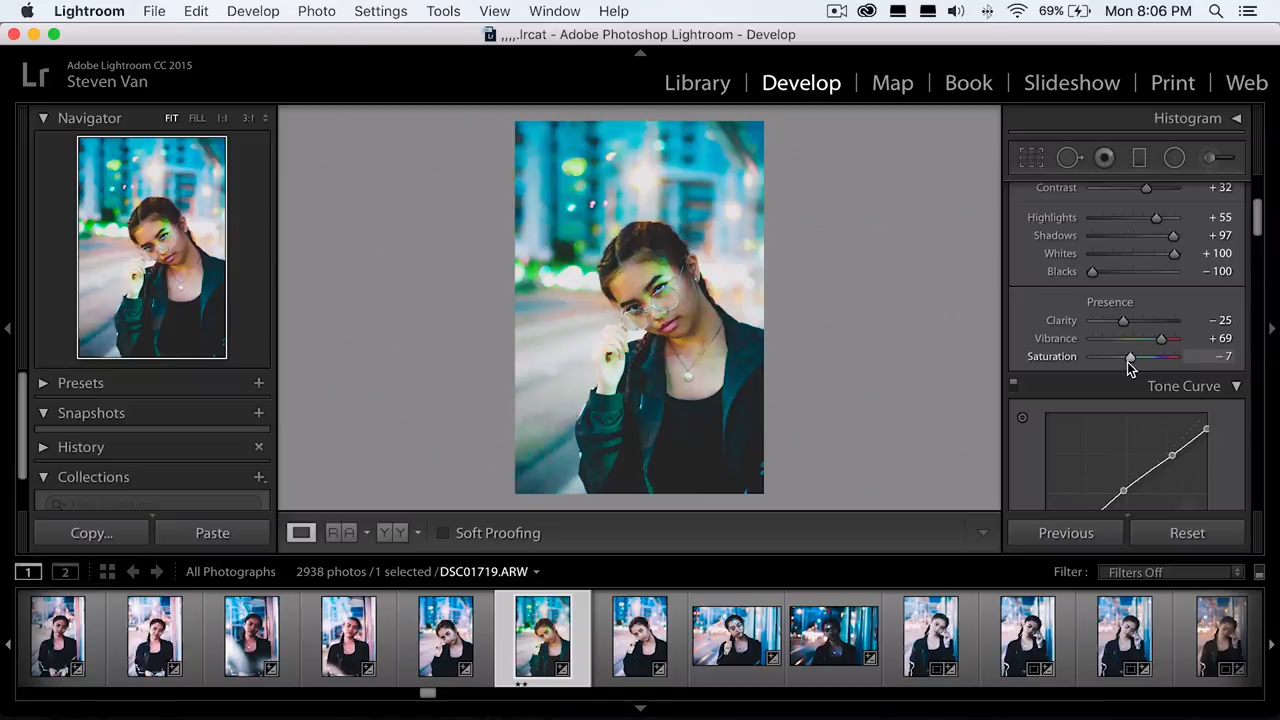 Lightroom File Edit Develop Photo Settings Tools View Window Help 69% Mon 8:06 PM
,,,,.lrcat - Adobe Photoshop Lightroom - Develop
Lr
Adobe Lightroom CC 2015
Steven Van
Library | Develop | Map | Book | Slideshow | Print | Web
Navigator FIT FILL 1:1 3:1
Histogram
Contrast + 32
Highlights + 55
Shadows + 97
Whites + 100
Blacks - 100
Presence
Clarity - 25
Vibrance + 69
Saturation - 7
Tone Curve
Presets
Snapshots
History
Collections
Copy... Paste
R A Y Y Soft Proofing
Previous Reset
1 2 All Photographs 2938 photos /1 selected /DSC01719.ARW Filter : Filters Off